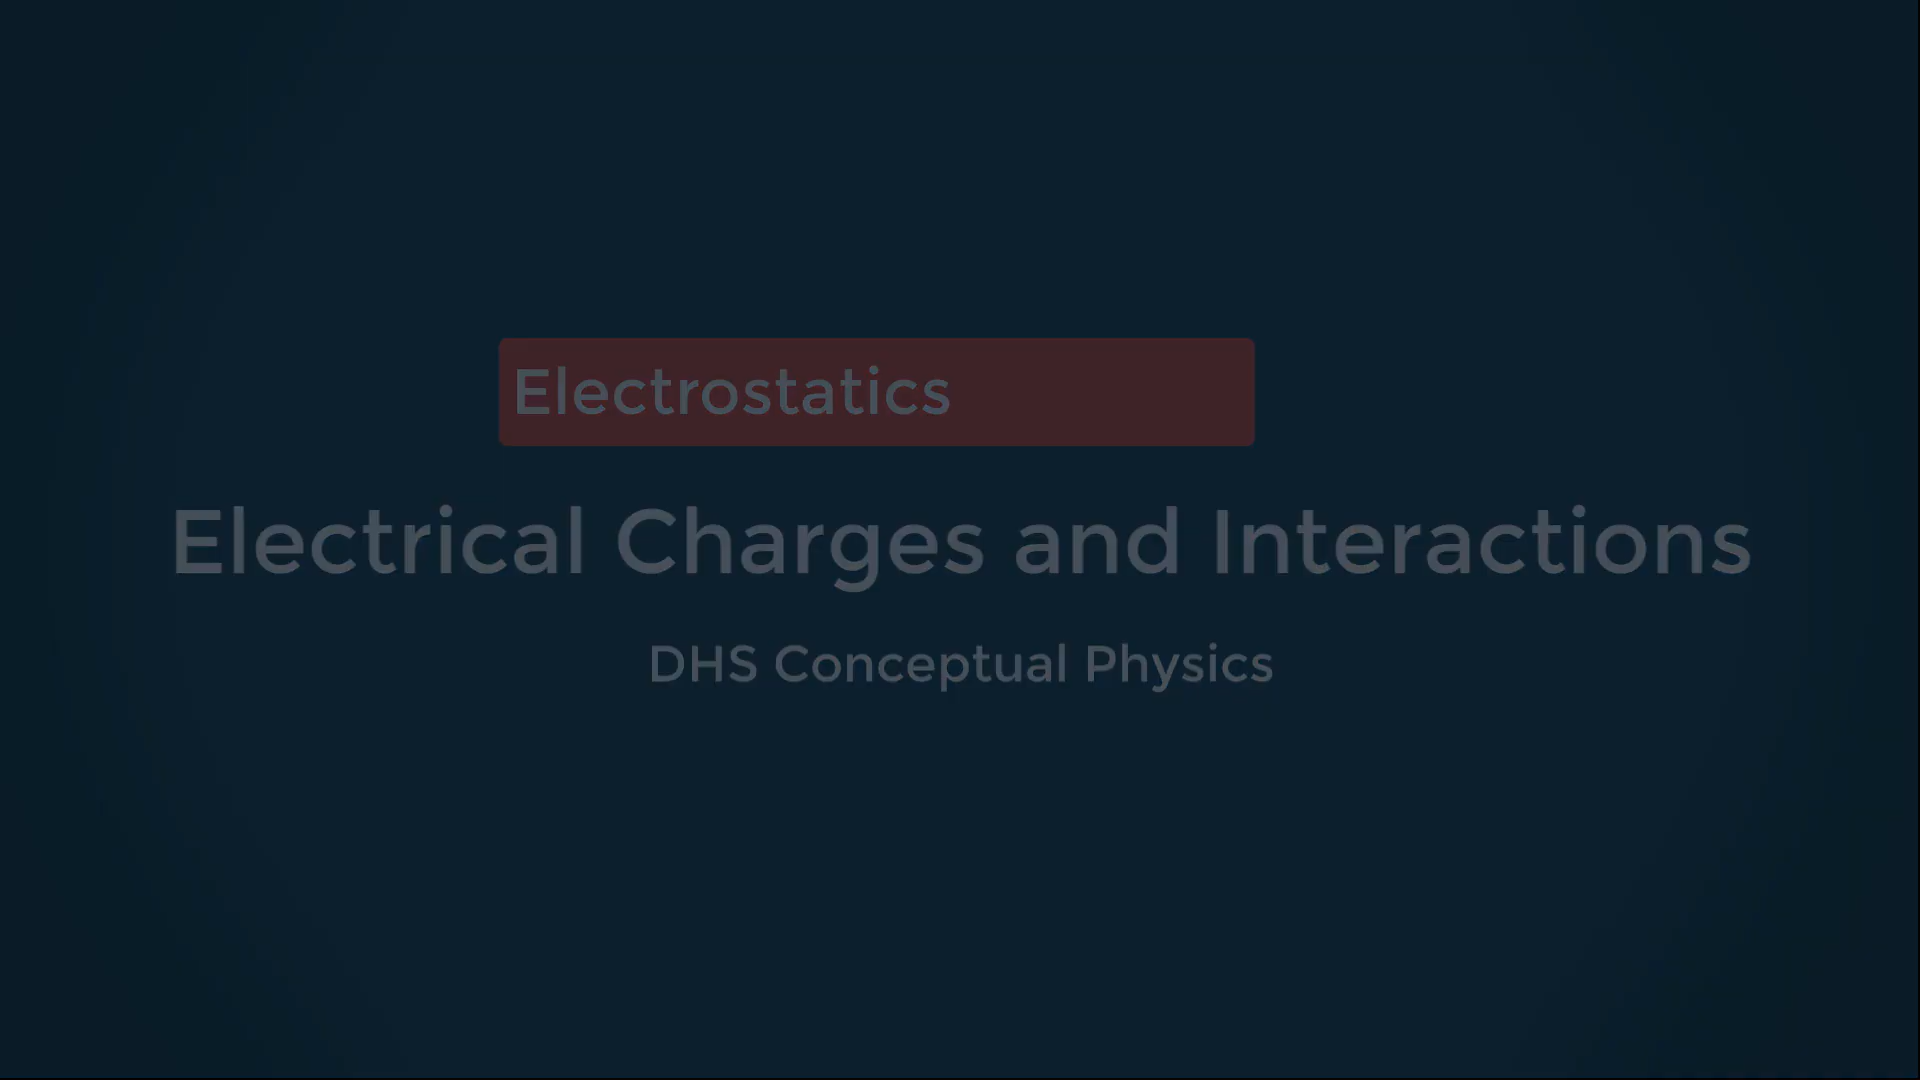 Electrostatics
Electrical Charges and Interactions
DHS Conceptual Physics